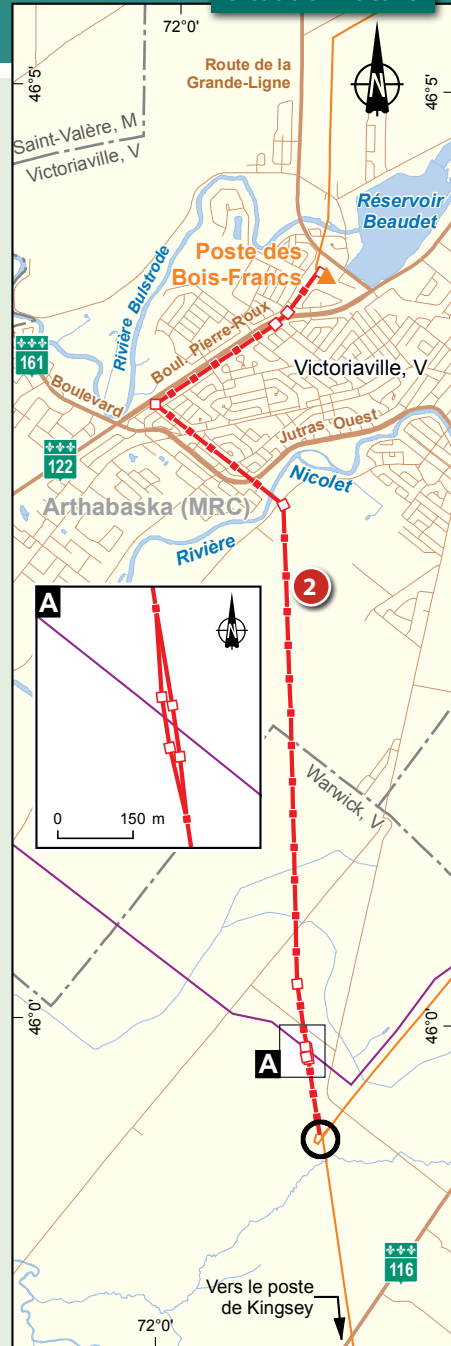 72°0'
Route de la
Grande-Ligne
N
46°5'
46°5'
Saint-Valère, M
Victoriaville, V
Réservoir
Beaudet
Poste des
Bois-Francs
Rivière Bulstrode
Boul. Pierre-Roux
161
Victoriaville, V
Boulevard
Jutras Ouest
122
Nicolet
Arthabaska (MRC)
Rivière
2
A
N
0 150 m
Warwick, V
46°0'
46°0'
A
116
Vers le poste
de Kingsey
72°0'